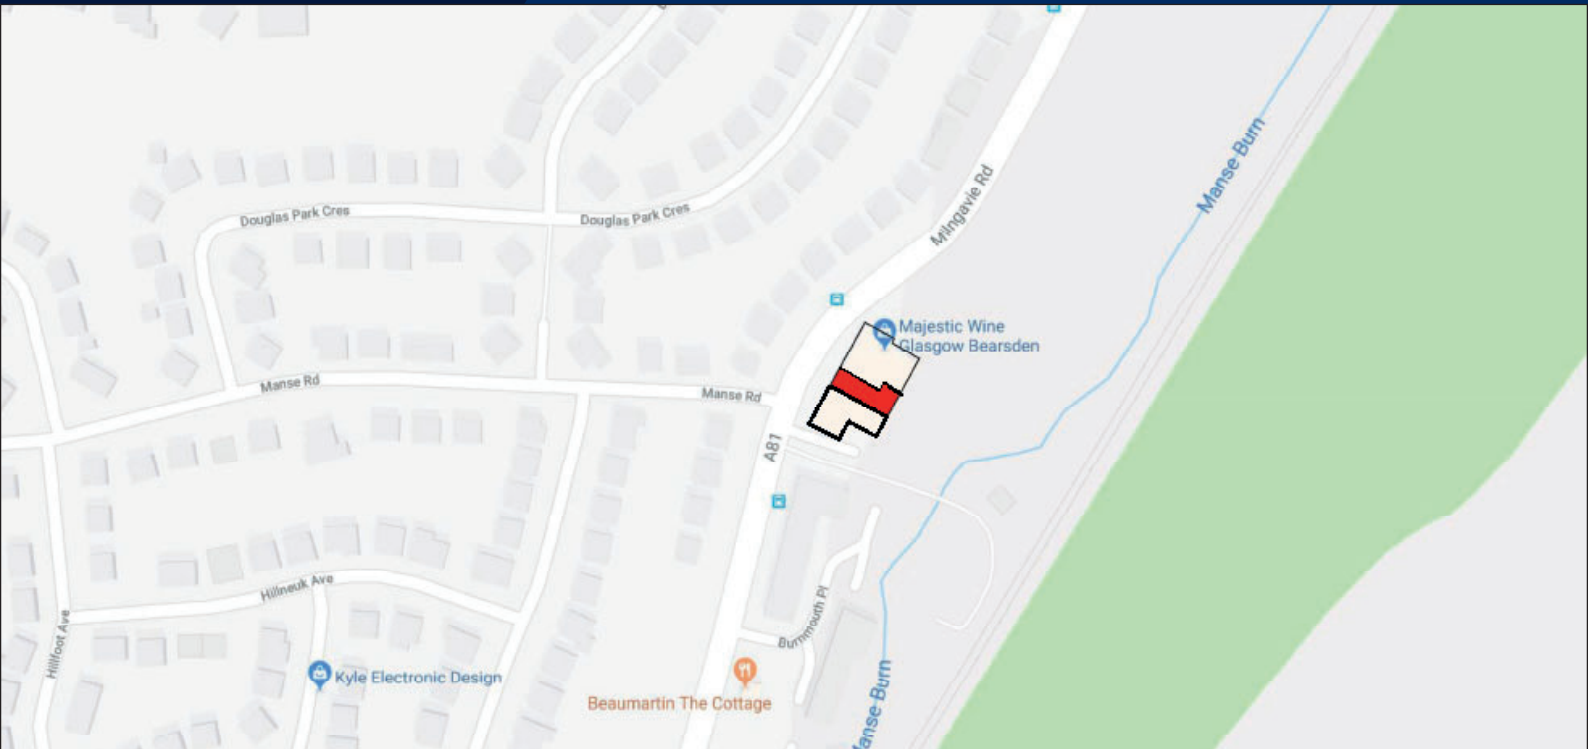 Manse Burn
Milngavie Rd
Douglas Park Cres
Douglas Park Cres
Majestic Wine
Glasgow Bearsden
Manse Rd
Manse Rd
A81
Hillneuk Ave
Burnmouth Pl
Hillfoot Ave
Kyle Electronic Design
Beaumartin The Cottage
Manse Burn